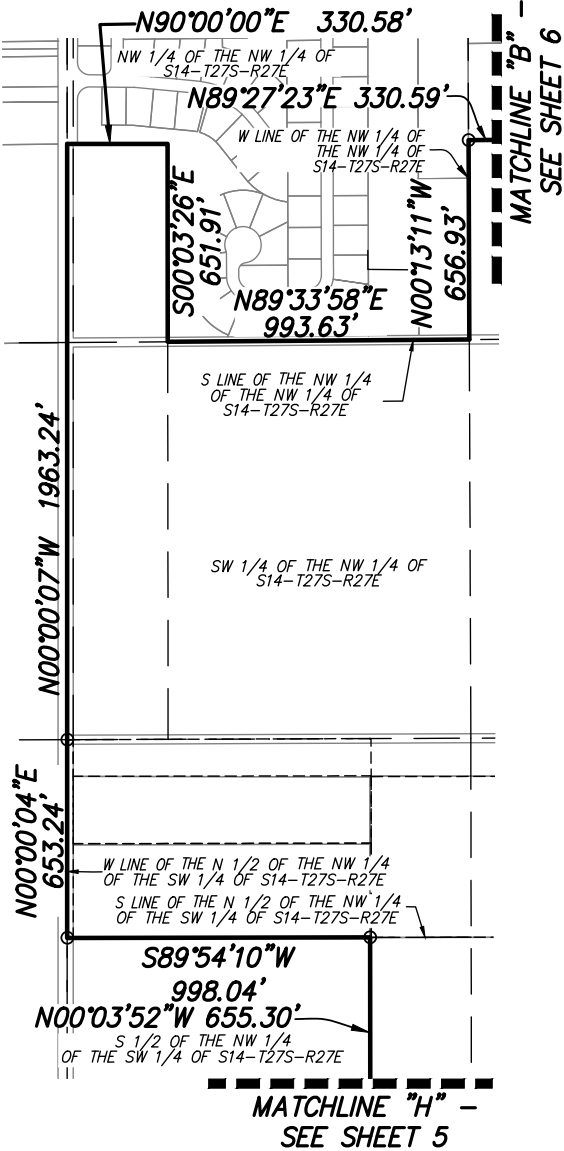 N90°00'00"E 330.58'
NW 1/4 OF THE NW 1/4 OF
S14-T27S-R27E
N89°27'23"E 330.59'
W LINE OF THE NW 1/4 OF
THE NW 1/4 OF
S14-T27S-R27E
MATCHLINE "B" -
SEE SHEET 6
S00°03'26"E
651.91'
N00°13'11"W
656.93'
N89°33'58"E
993.63'
S LINE OF THE NW 1/4
OF THE NW 1/4 OF
S14-T27S-R27E
N00°00'07"W 1963.24'
SW 1/4 OF THE NW 1/4 OF
S14-T27S-R27E
N00°00'04"E
653.24'
W LINE OF THE N 1/2 OF THE NW 1/4
OF THE SW 1/4 OF S14-T27S-R27E
S LINE OF THE N 1/2 OF THE NW 1/4
OF THE SW 1/4 OF S14-T27S-R27E
S89°54'10"W
998.04'
N00°03'52"W 655.30'
S 1/2 OF THE NW 1/4
OF THE SW 1/4 OF S14-T27S-R27E
MATCHLINE "H" -
SEE SHEET 5